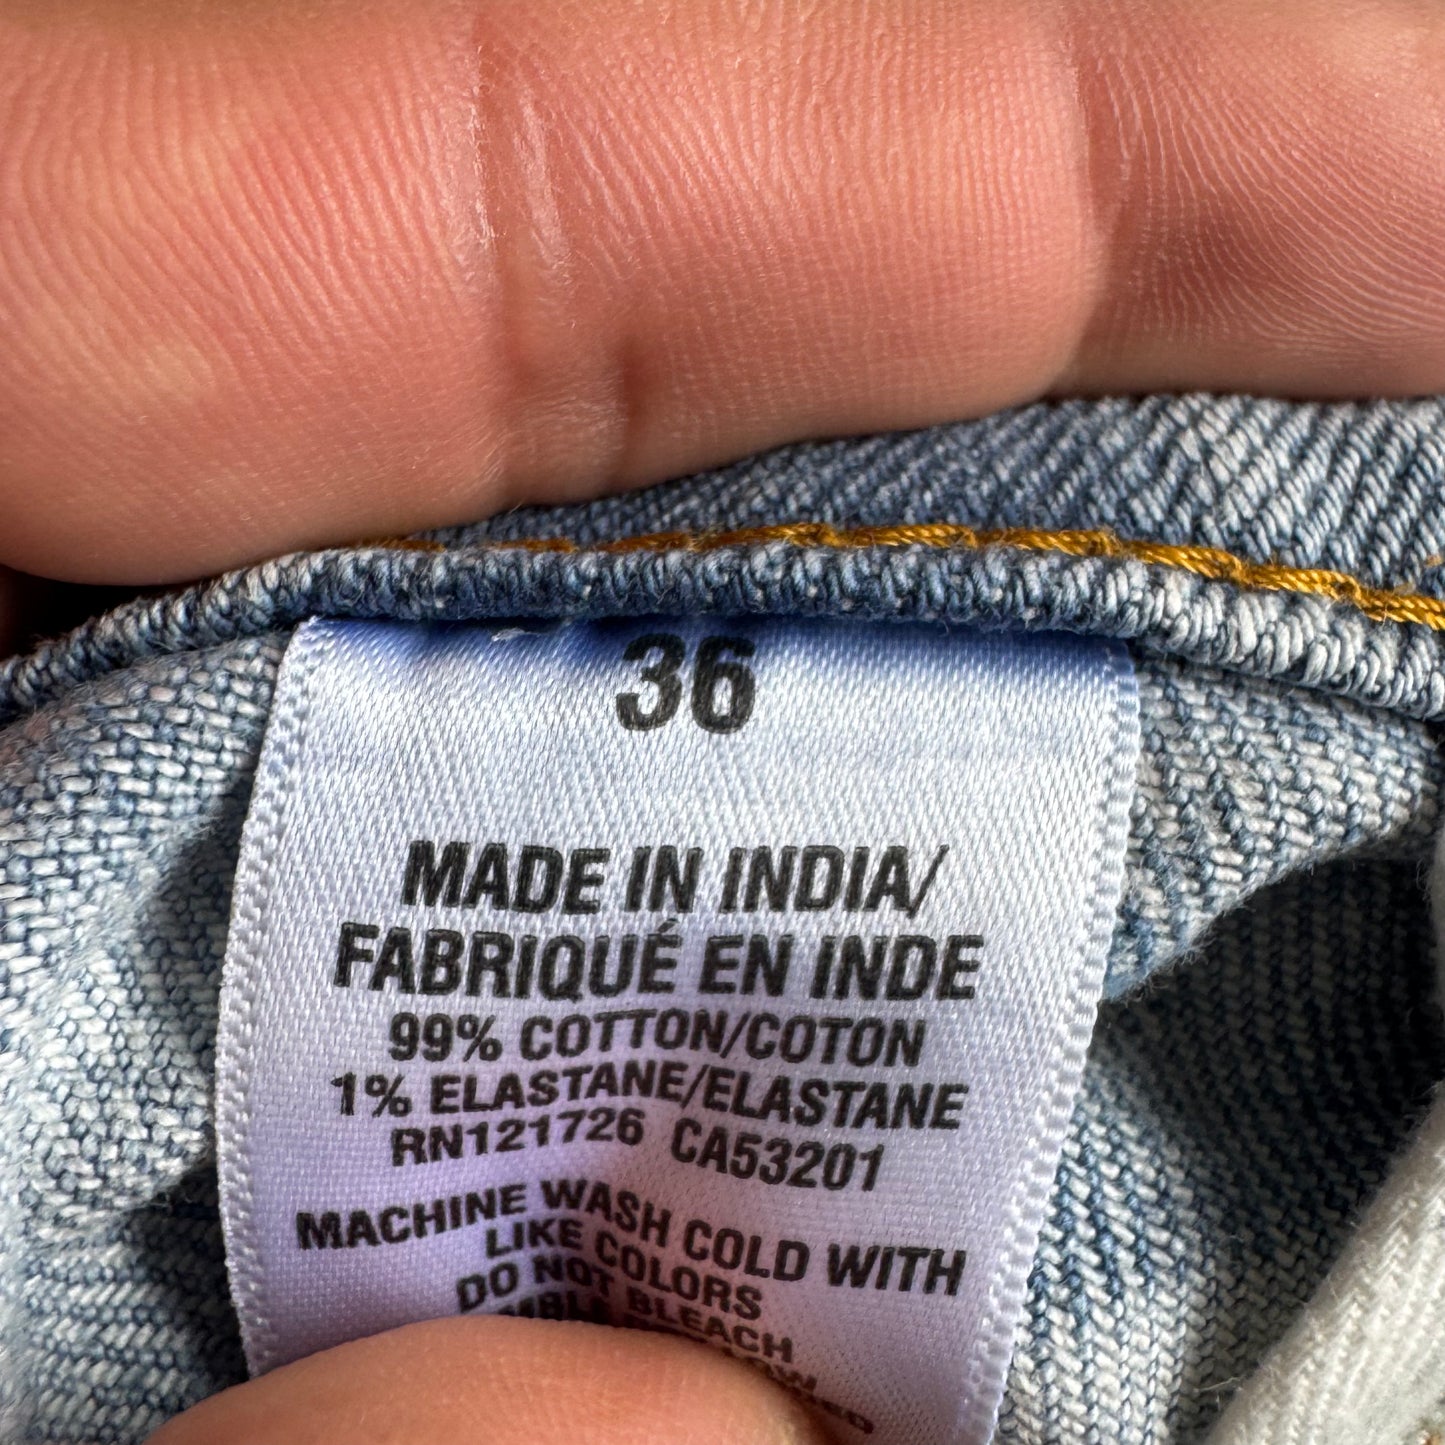 36
MADE IN INDIA/
FABRIQUÉ EN INDE
99% COTTON/COTON
1% ELASTANE/ELASTANE
RN121726 CA53201
MACHINE WASH COLD WITH
LIKE COLORS
DO NOT BLEACH